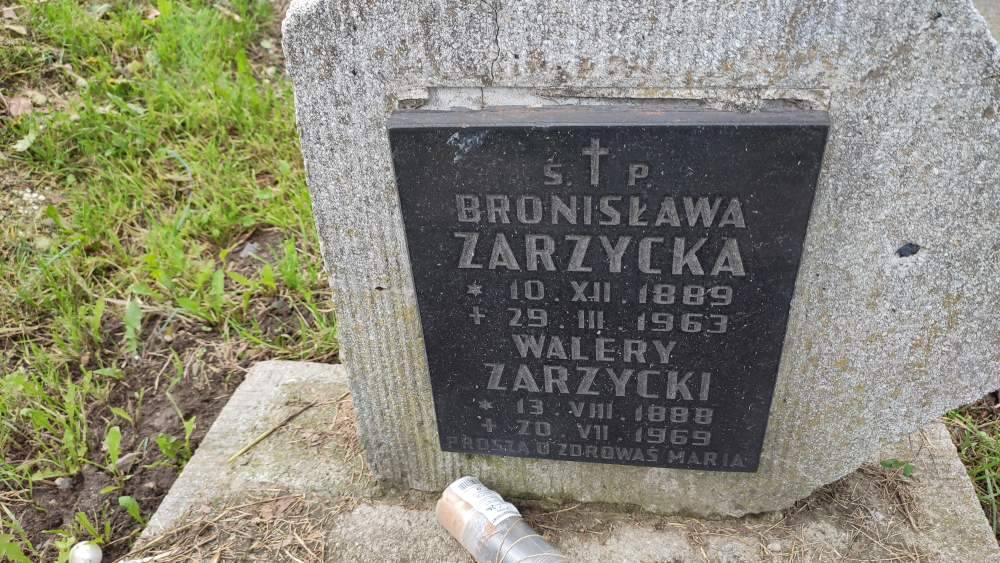 Ś. P.
BRONISŁAWA
ZARZYCKA
* 10. XII. 1889
+ 29. III. 1963
WALERY
ZARZYCKI
* 13. VIII. 1888
+ 20. VII. 1969
PROSZĄ O ZDROWAŚ MARIA